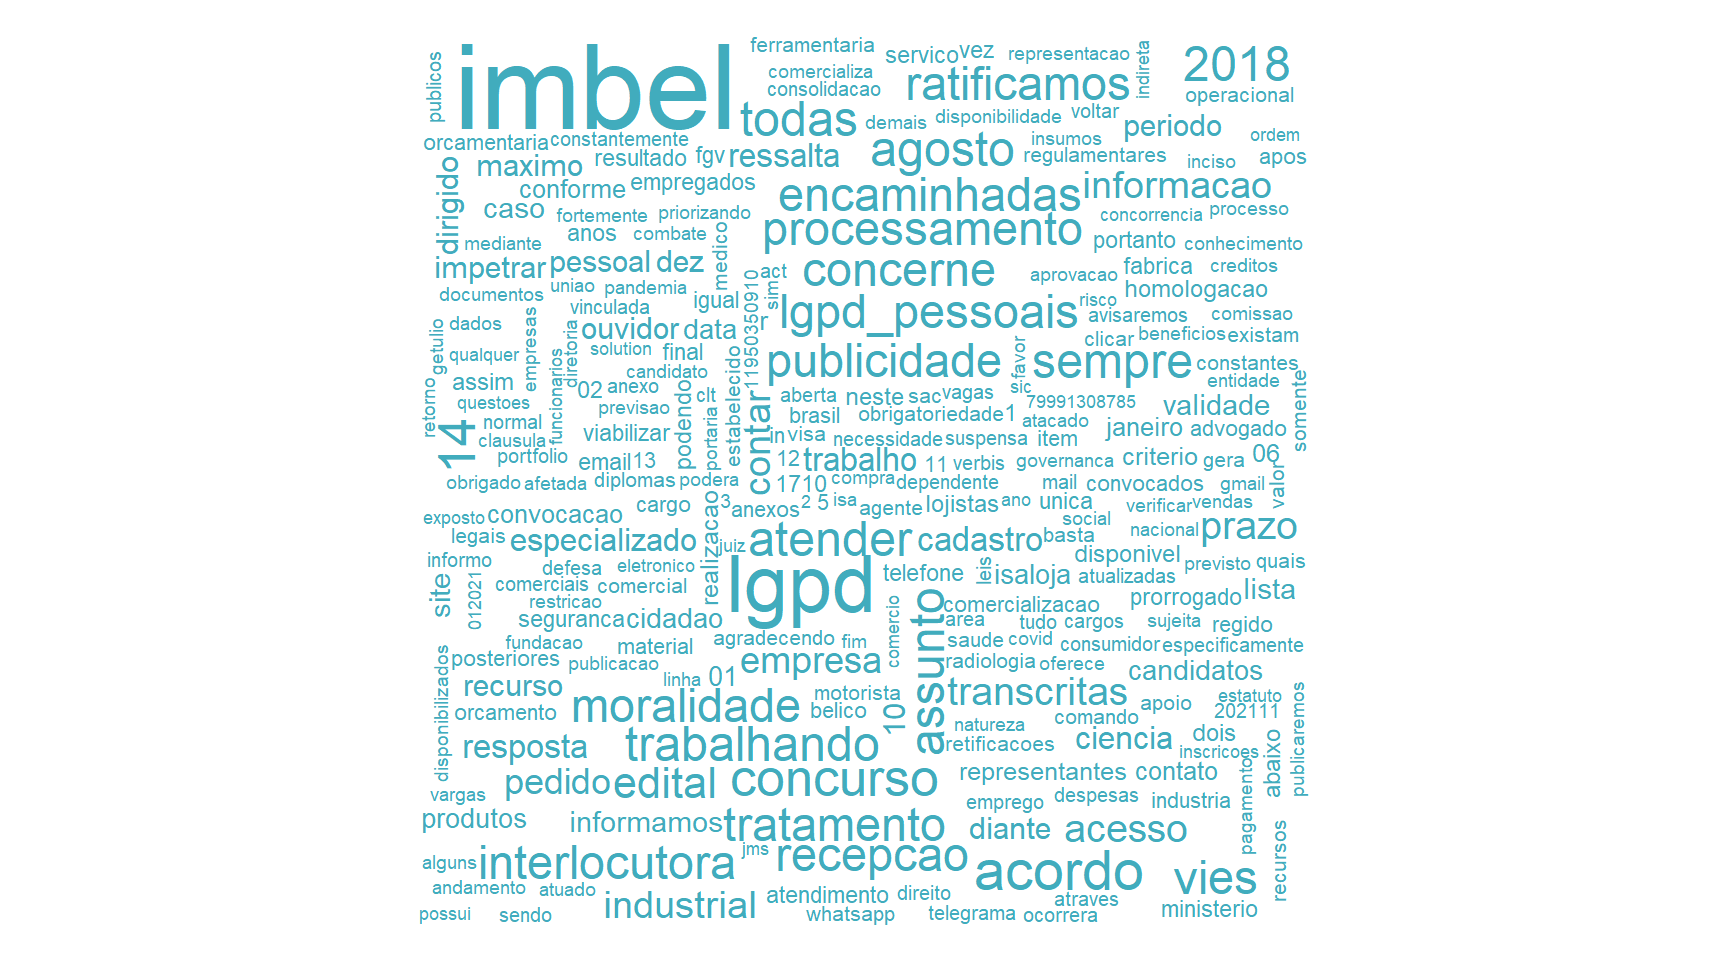 imbel
publicos
ferramentaria
servico
vez
representacao
indireta
2018
comercializa
consolidacao
ratificamos
operacional
todas
demais
disponibilidade
voltar
periodo
ordem
orcamentaria
constantemente
maximo
resultado
fgv
ressalta
agosto
insumos
regulamentares
inciso
apos
dirigido
conforme
empregados
encaminhadas
informacao
caso
fortemente
priorizando
concorrencia
processo
mediante
anos
combate
medico
processamento
portanto
conhecimento
impetrar
pessoal
dez
act
concerne
aprovacao
fabrica
creditos
documentos
uniao
pandemia
igual
11950350910
sim
homologacao
vinculada
lgpd_pessoais
risco
avisaremos
comissao
getulio
dados
empresas
ouvidor
data
r
clicar
beneficios
existam
qualquer
diretoria
solution
final
publicidade
favor
sempre
constantes
retorno
assim
funcionarios
02
candidato
anexo
clt
estabelecido
contar
aberta
neste
sac
vagas
sic
79991308785
entidade
validade
somente
questoes
previsao
podendo
portaria
brasil
obrigatoriedade
1
atacado
14
normal
clausula
viabilizar
in
visa
necessidade
suspensa
item
janeiro
advogado
portfolio
email
13
12
trabalho
11
verbis
governanca
criterio
gera
06
obrigado
afetada
diplomas
podera
1710
compra
dependente
mail
convocados
gmail
valor
exposto
convocacao
cargo
realizacao
3
anexos
2
5
isa
agente
lojistas
ano
unica
verificar
vendas
legais
especializado
juiz
atender
cadastro
basta
social
nacional
prazo
informo
site
012021
defesa
eletronico
lgpd
telefone
leis
isaloja
disponivel
atualizadas
previsto
quais
comerciais
comercial
restricao
assunto
comercializacao
prorrogado
lista
seguranca
cidadao
comercio
area
tudo
cargos
sujeita
regido
fundacao
material
agradecendo
fim
saude
covid
consumidor
especificamente
disponibilizados
posteriores
publicacao
linha
01
empresa
radiologia
oferece
candidatos
recurso
moralidade
motorista
transcritas
apoio
estatuto
publicaremos
orcamento
belico
10
natureza
comando
202111
resposta
trabalhando
retificacoes
ciencia
dois
inscricoes
abaixo
pedido
edital
concurso
representantes
contato
pagamento
vargas
emprego
despesas
industria
produtos
informamos
tratamento
diante
acesso
recursos
alguns
interlocutora
jms
recepcao
acordo
vies
andamento
atuado
atendimento
direito
atraves
possui
sendo
industrial
whatsapp
telegrama
ocorrera
ministerio